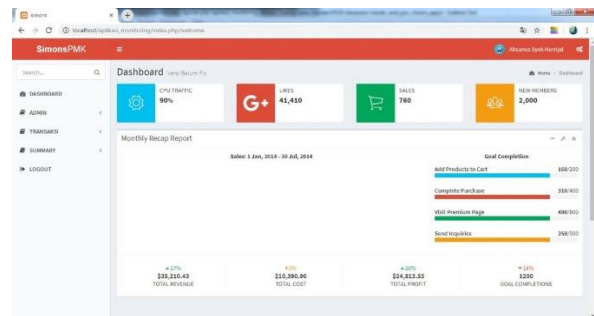 simons
localhost/aplikasi_monitoring/index.php/welcome
SimonsPMK
Search...
DASHBOARD
ADMIN
TRANSAKSI
SUMMARY
LOGOUT
Dashboard Versi Belum Fix
Home Dashboard
CPU TRAFFIC
90%
G+
LIKES
41,410
SALES
760
NEW MEMBERS
2,000
Monthly Recap Report
Sales: 1 Jan, 2014 - 30 Jul, 2014
Goal Completion
Add Products to Cart 160/200
Complete Purchase 310/400
Visit Premium Page 480/800
Send Inquiries 250/500
17%
$35,210.43
TOTAL REVENUE
0%
$10,390.90
TOTAL COST
20%
$24,813.53
TOTAL PROFIT
18%
1200
GOAL COMPLETIONS